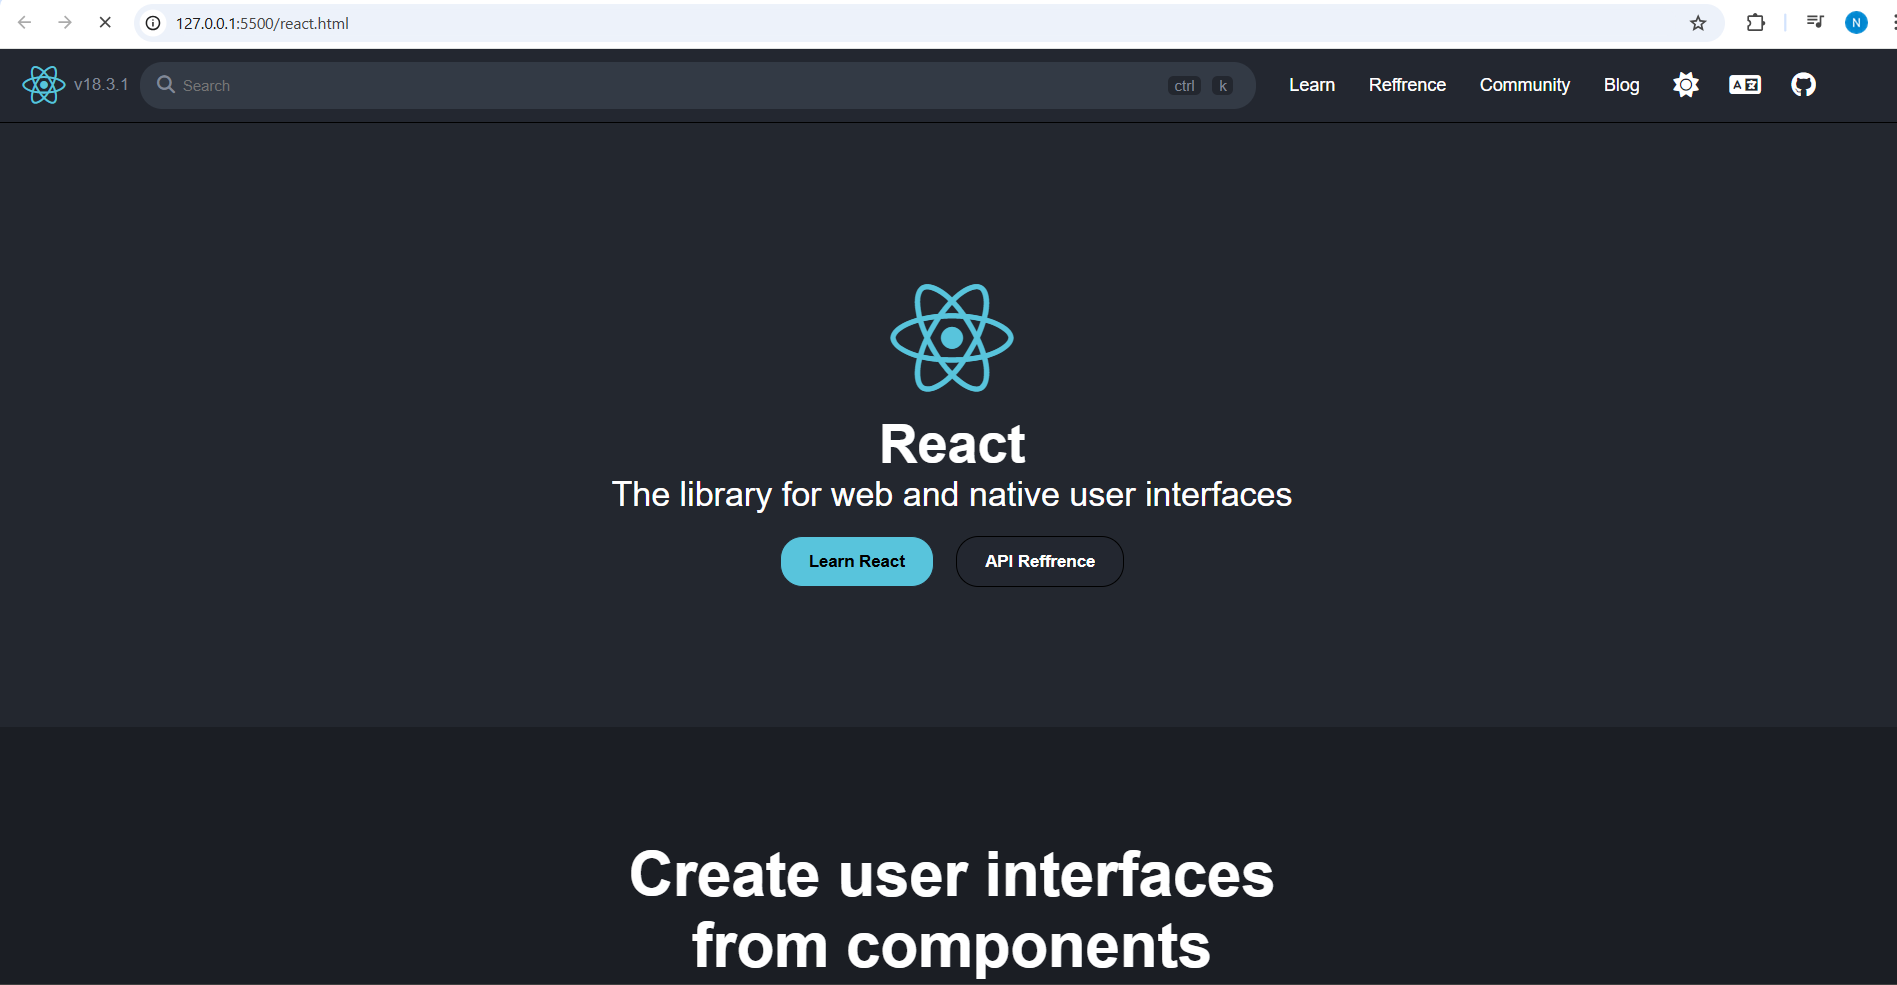 127.0.0.1:5500/react.html
N
v18.3.1 Search ctrl k Learn Reffrence Community Blog A
React
The library for web and native user interfaces
Learn React API Reffrence
Create user interfaces
from components